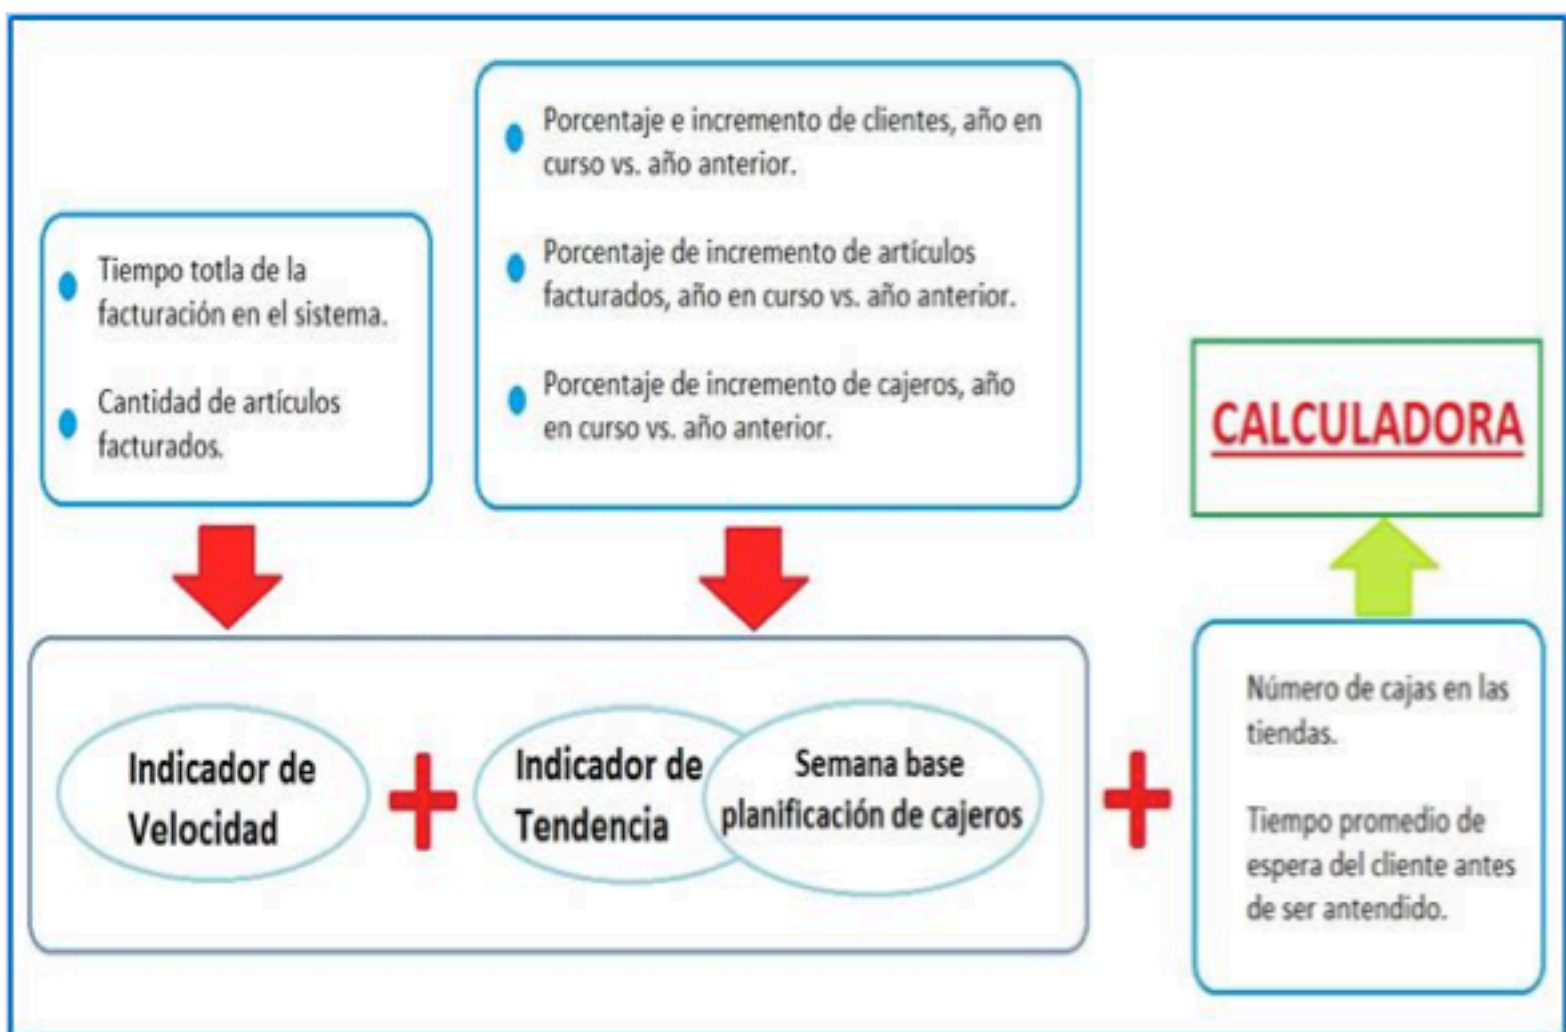 Porcentaje e incremento de clientes, año en
curso vs. año anterior.
Porcentaje de incremento de artículos
facturados, año en curso vs. año anterior.
Porcentaje de incremento de cajeros, año
en curso vs. año anterior.
Tiempo totla de la
facturación en el sistema.
Cantidad de artículos
facturados.
CALCULADORA
Indicador de
Velocidad
+
Indicador de
Tendencia
Semana base
planificación de cajeros
+
Número de cajas en las
tiendas.
Tiempo promedio de
espera del cliente antes
de ser antendido.